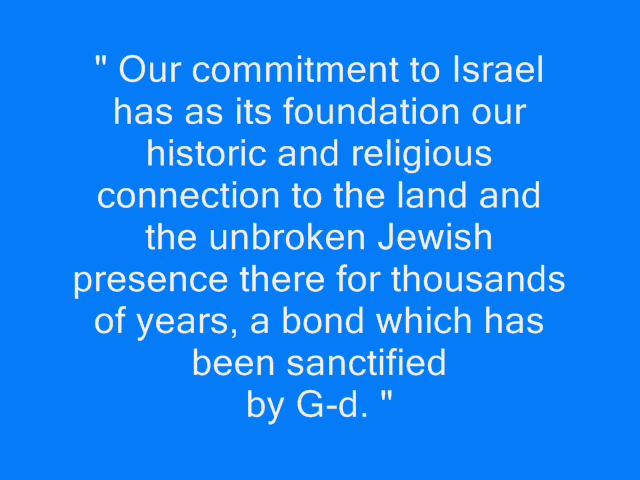 " Our commitment to Israel
has as its foundation our
historic and religious
connection to the land and
the unbroken Jewish
presence there for thousands
of years, a bond which has
been sanctified
by G-d. "